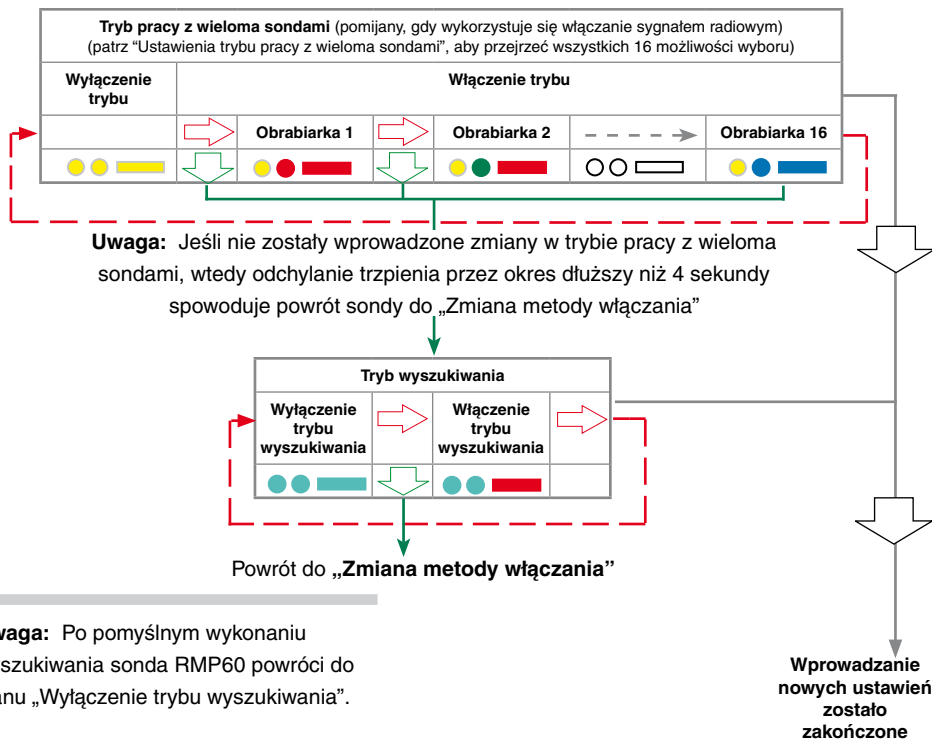 Tryb pracy z wieloma sondami (pomijany, gdy wykorzystuje się włączanie sygnałem radiowym)
(patrz "Ustawienia trybu pracy z wieloma sondami", aby przejrzeć wszystkich 16 możliwości wyboru)
Wyłączenie
trybu
Włączenie trybu
Obrabiarka 1
Obrabiarka 2
Obrabiarka 16
Uwaga: Jeśli nie zostały wprowadzone zmiany w trybie pracy z wieloma
sondami, wtedy odchylanie trzpienia przez okres dłuższy niż 4 sekundy
spowoduje powrót sondy do „Zmiana metody włączania”
Tryb wyszukiwania
Wyłączenie
trybu
wyszukiwania
Włączenie
trybu
wyszukiwania
Powrót do „Zmiana metody włączania”
waga: Po pomyślnym wykonaniu
szukiwania sonda RMP60 powróci do
anu „Wyłączenie trybu wyszukiwania”.
Wprowadzanie
nowych ustawień
zostało
zakończone